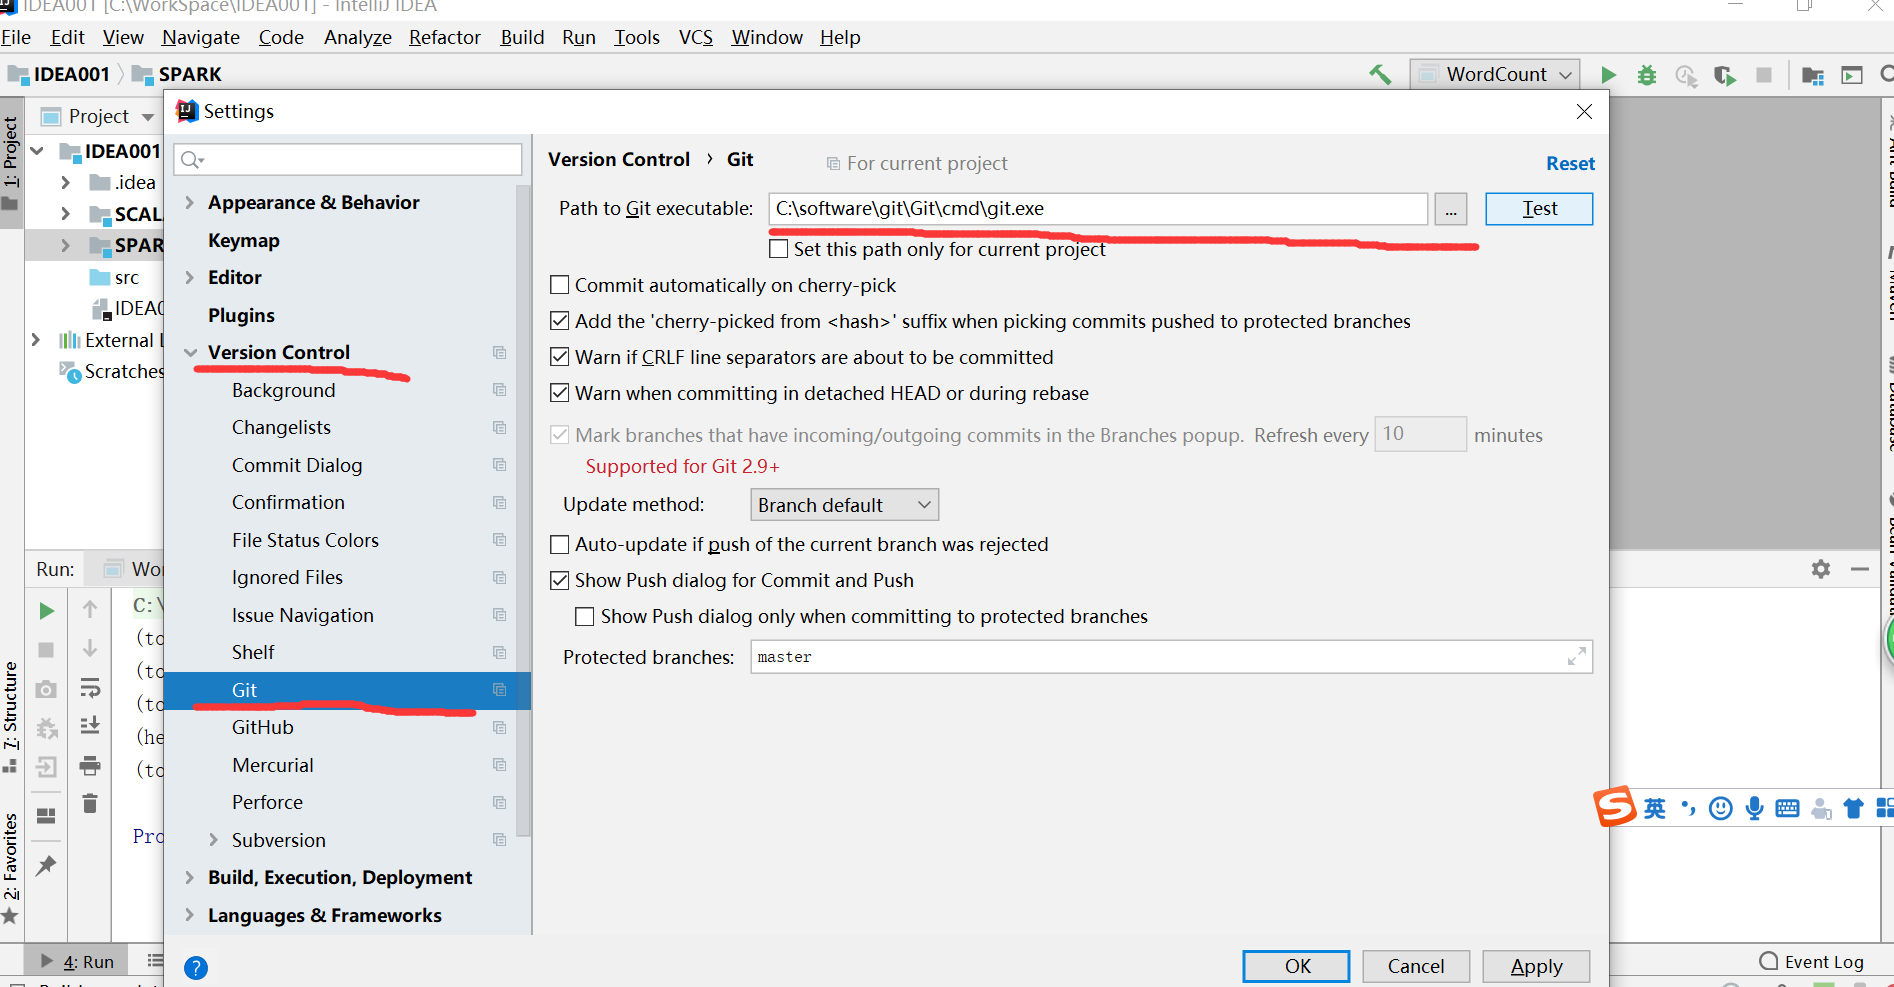 IDEA001 [C:\WorkSpace\IDEA001] - IntelliJ IDEA
File Edit View Navigate Code Analyze Refactor Build Run Tools VCS Window Help
IDEA001 SPARK
WordCount
1: Project
Project
IDEA001
.idea
SCAL
SPAR
src
IDEA0
External L
Scratches
Settings
Appearance & Behavior
Keymap
Editor
Plugins
Version Control
Background
Changelists
Commit Dialog
Confirmation
File Status Colors
Ignored Files
Issue Navigation
Shelf
Git
GitHub
Mercurial
Perforce
Subversion
Build, Execution, Deployment
Languages & Frameworks
Version Control › Git
For current project
Reset
Path to Git executable: C:\software\git\Git\cmd\git.exe ... Test
Set this path only for current project
Commit automatically on cherry-pick
Add the 'cherry-picked from <hash>' suffix when picking commits pushed to protected branches
Warn if CRLF line separators are about to be committed
Warn when committing in detached HEAD or during rebase
Mark branches that have incoming/outgoing commits in the Branches popup. Refresh every 10 minutes
Supported for Git 2.9+
Update method: Branch default
Auto-update if push of the current branch was rejected
Show Push dialog for Commit and Push
Show Push dialog only when committing to protected branches
Protected branches: master
?
OK Cancel Apply
Run: Wo
C:\
(to
(to
(to
(he
(to
Pro
7: Structure
2: Favorites
4: Run
Event Log
Ant Build
Maven
Database
英